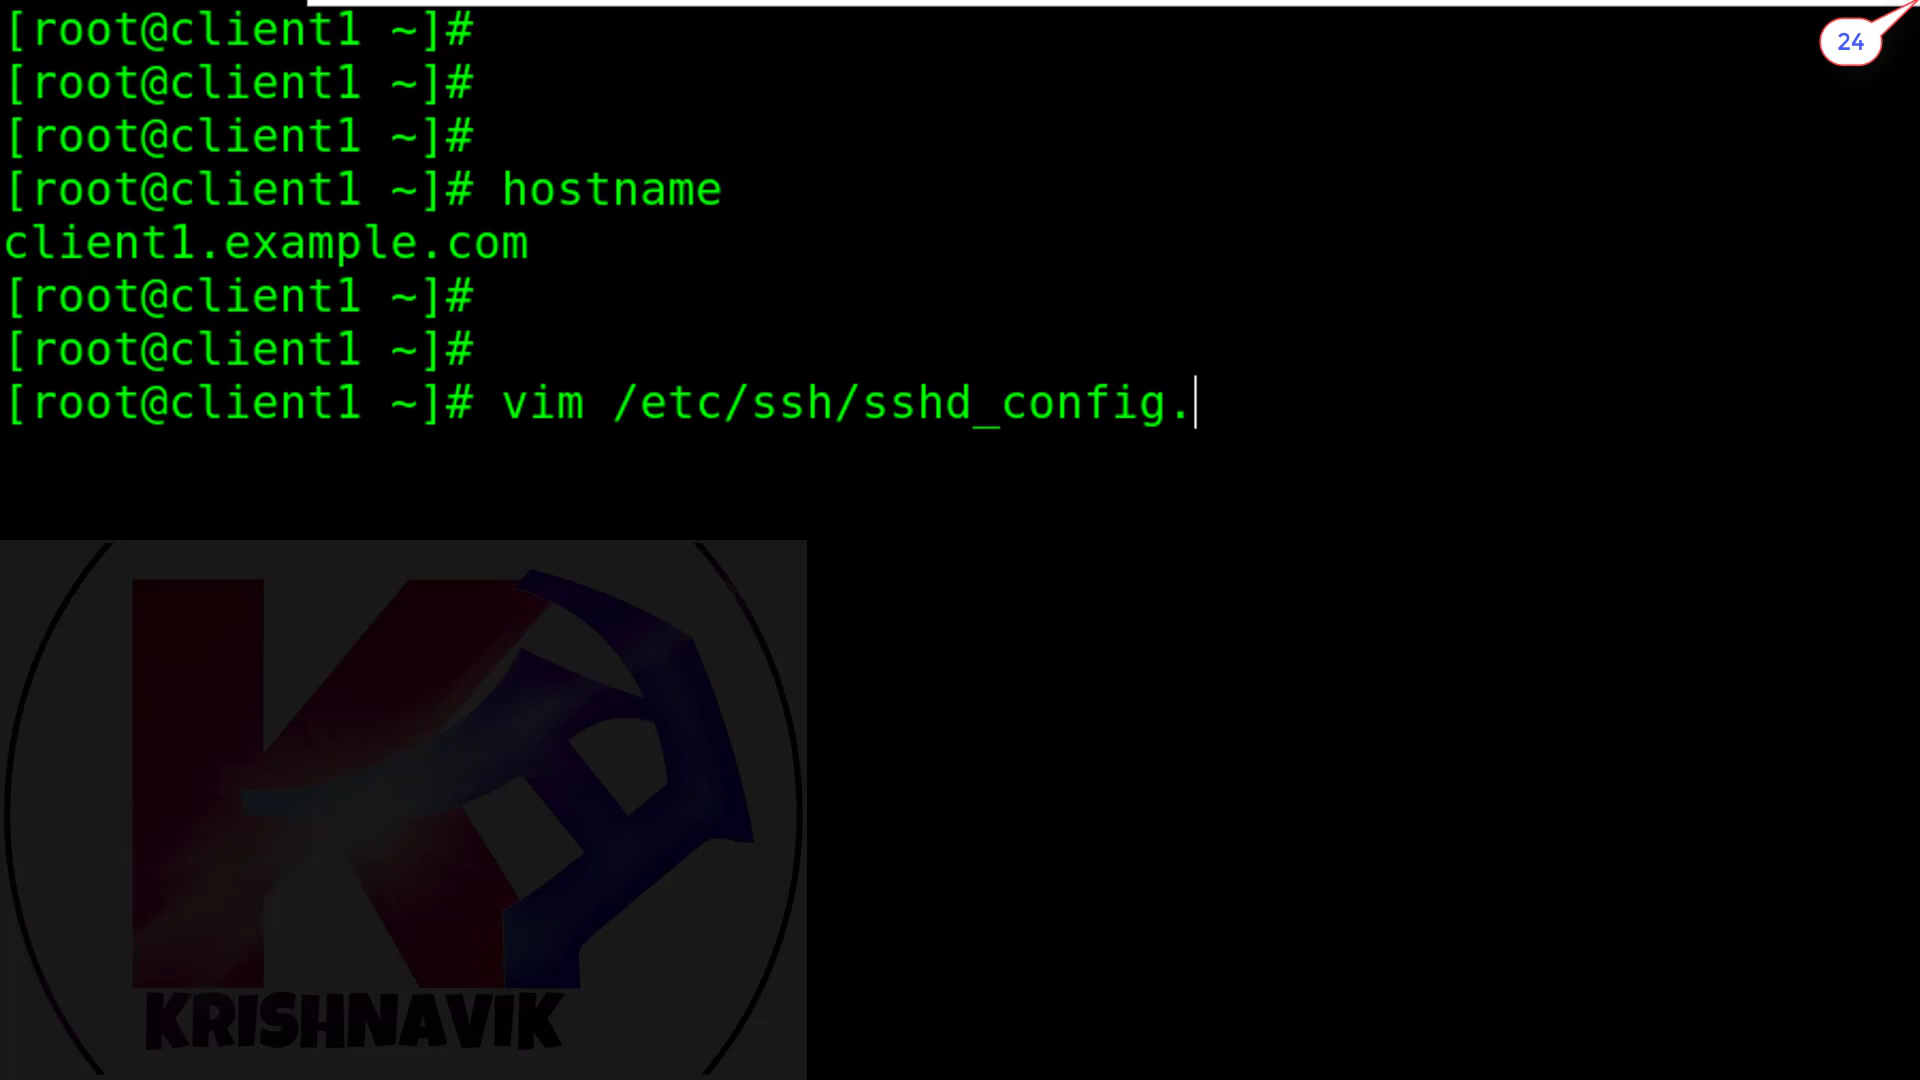 [root@client1 ~]#
[root@client1 ~]#
[root@client1 ~]#
[root@client1 ~]# hostname
client1.example.com
[root@client1 ~]#
[root@client1 ~]#
[root@client1 ~]# vim /etc/ssh/sshd_config.
24
KRISHNAVIK